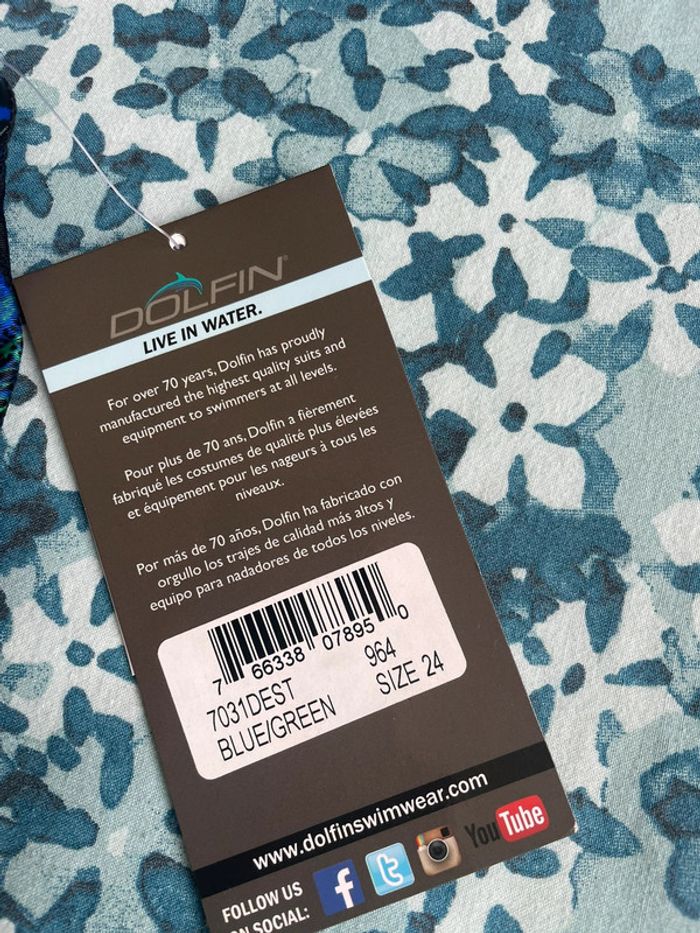 DOLFIN®
LIVE IN WATER.
For over 70 years, Dolfin has proudly
manufactured the highest quality suits and
equipment to swimmers at all levels.
Pour plus de 70 ans, Dolfin a fièrement
fabriqué les costumes de qualité plus élevées
et équipement pour les nageurs à tous les
niveaux.
Por más de 70 años, Dolfin ha fabricado con
orgullo los trajes de calidad más altos y
equipo para nadadores de todos los niveles.
7 66338 07895 0
7031DEST 964
BLUE/GREEN SIZE 24
www.dolfinswimwear.com
FOLLOW US
ON SOCIAL:
f
t
YouTube